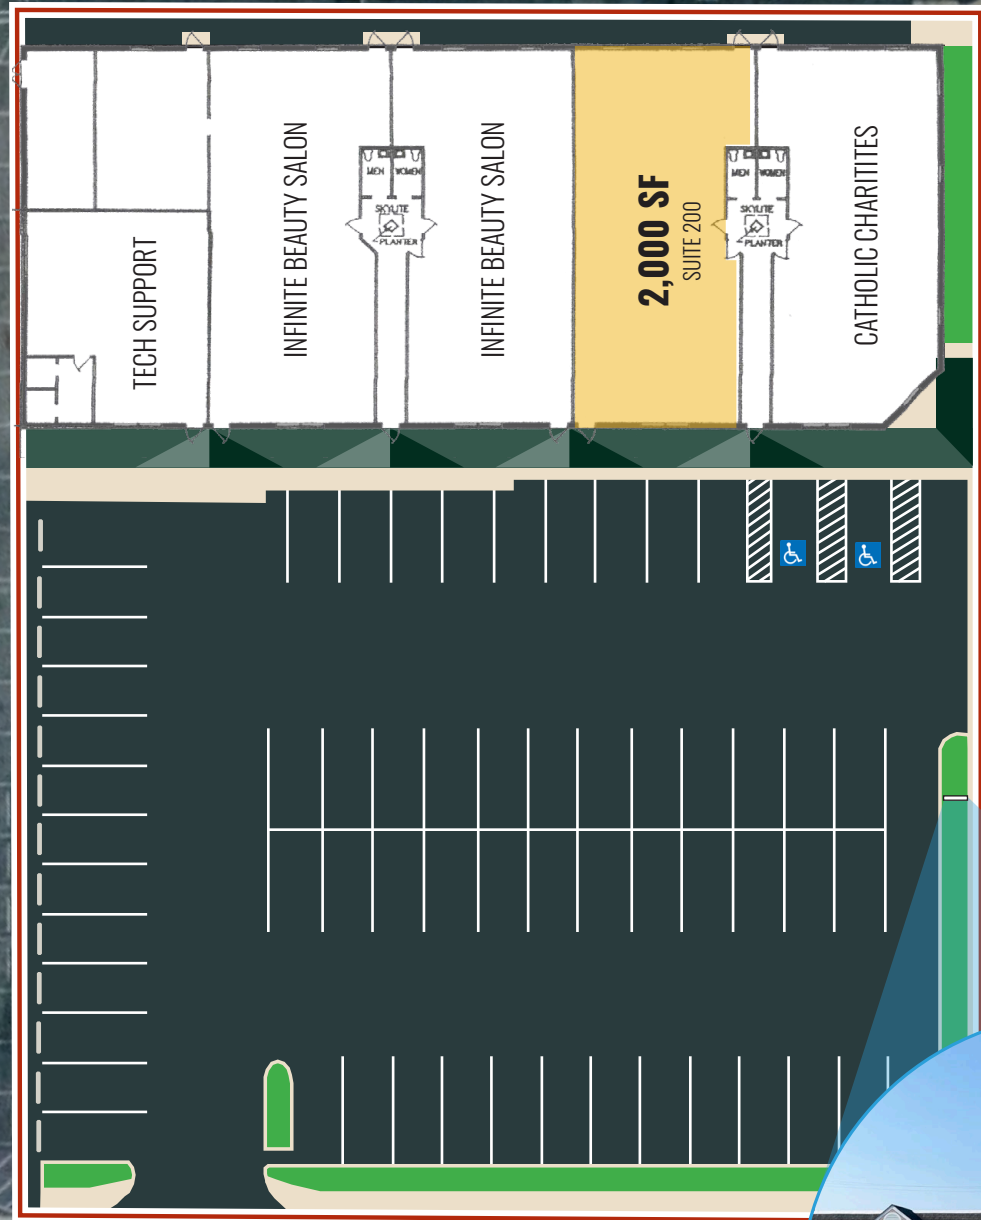 TECH SUPPORT
INFINITE BEAUTY SALON
MEN WOMEN
SKYLITE
PLANTER
INFINITE BEAUTY SALON
2,000 SF
SUITE 200
MEN WOMEN
SKYLITE
PLANTER
CATHOLIC CHARITITES